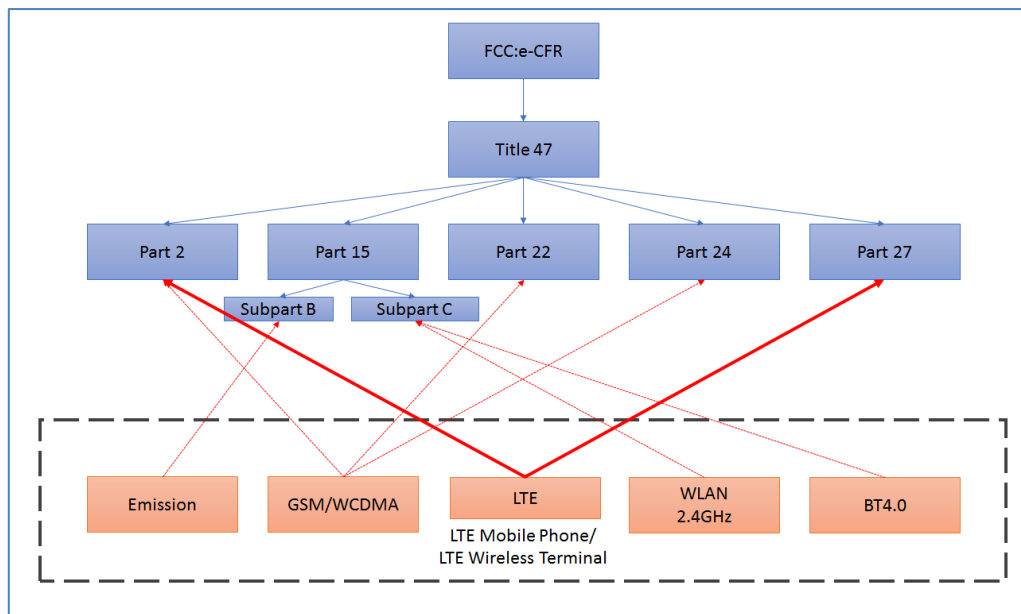 FCC:e-CFR
Title 47
Part 2
Part 15
Part 22
Part 24
Part 27
Subpart B
Subpart C
Emission
GSM/WCDMA
LTE
WLAN
2.4GHz
BT4.0
LTE Mobile Phone/
LTE Wireless Terminal